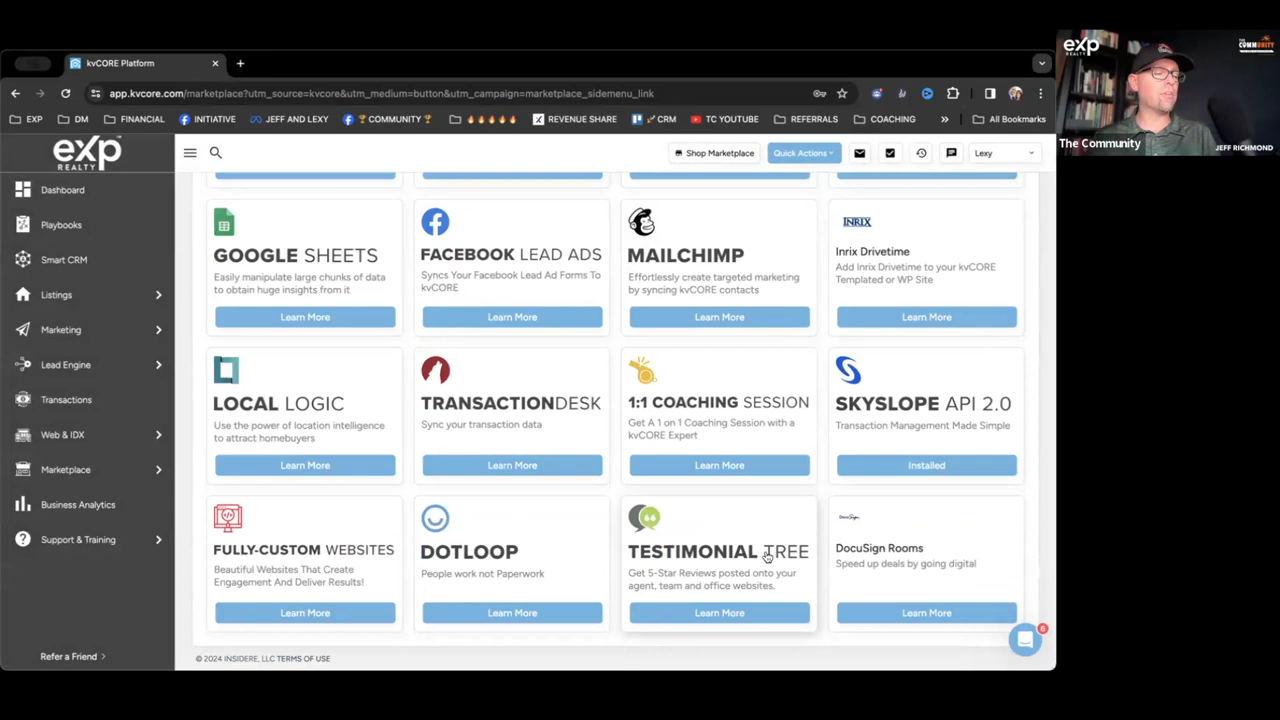 kvCORE Platform
app.kvcore.com/marketplace?utm_source=kvcore&utm_medium=button&utm_campaign=marketplace_sidemenu_link
EXP
DM
FINANCIAL
INITIATIVE
JEFF AND LEXY
🏆 COMMUNITY 🏆
🔥🔥🔥🔥🔥
REVENUE SHARE
CRM
TC YOUTUBE
REFERRALS
COACHING
»
All Bookmarks
exp
REALTY
THE
COMMUNITY
The Community
JEFF RICHMOND
exp
REALTY
Shop Marketplace
Quick Actions
Lexy
Dashboard
Playbooks
Smart CRM
Listings
Marketing
Lead Engine
Transactions
Web & IDX
Marketplace
Business Analytics
Support & Training
Refer a Friend >
GOOGLE SHEETS
Easily manipulate large chunks of data
to obtain huge insights from it
Learn More
FACEBOOK LEAD ADS
Syncs Your Facebook Lead Ad Forms To
kvCORE
Learn More
MAILCHIMP
Effortlessly create targeted marketing
by syncing kvCORE contacts
Learn More
INRIX
Inrix Drivetime
Add Inrix Drivetime to your kvCORE
Templated or WP Site
Learn More
LOCAL LOGIC
Use the power of location intelligence
to attract homebuyers
Learn More
TRANSACTIONDESK
Sync your transaction data
Learn More
1:1 COACHING SESSION
Get A 1 on 1 Coaching Session with a
kvCORE Expert
Learn More
SKYSLOPE API 2.0
Transaction Management Made Simple
Installed
FULLY-CUSTOM WEBSITES
Beautiful Websites That Create
Engagement And Deliver Results!
Learn More
DOTLOOP
People work not Paperwork
Learn More
TESTIMONIAL TREE
Get 5-Star Reviews posted onto your
agent, team and office websites.
Learn More
DocuSign
DocuSign Rooms
Speed up deals by going digital
Learn More
6
© 2024 INSIDERE, LLC TERMS OF USE